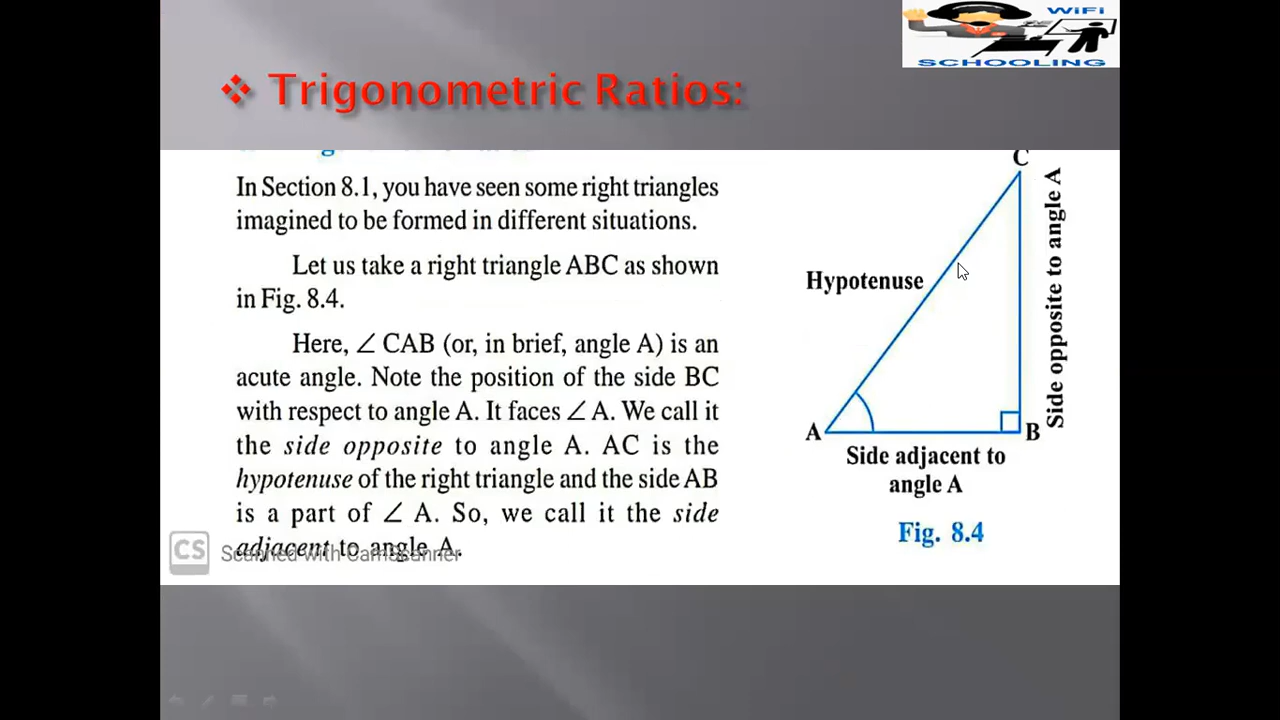 WiFi
SCHOOLING
❖ Trigonometric Ratios:
In Section 8.1, you have seen some right triangles
imagined to be formed in different situations.
Let us take a right triangle ABC as shown
in Fig. 8.4.
Here, ∠ CAB (or, in brief, angle A) is an
acute angle. Note the position of the side BC
with respect to angle A. It faces ∠ A. We call it
the side opposite to angle A. AC is the
hypotenuse of the right triangle and the side AB
is a part of ∠ A. So, we call it the side
adjacent to angle A.
CS Scanned with CamScanner
C
Side opposite to angle A
Hypotenuse
A
B
Side adjacent to
angle A
Fig. 8.4